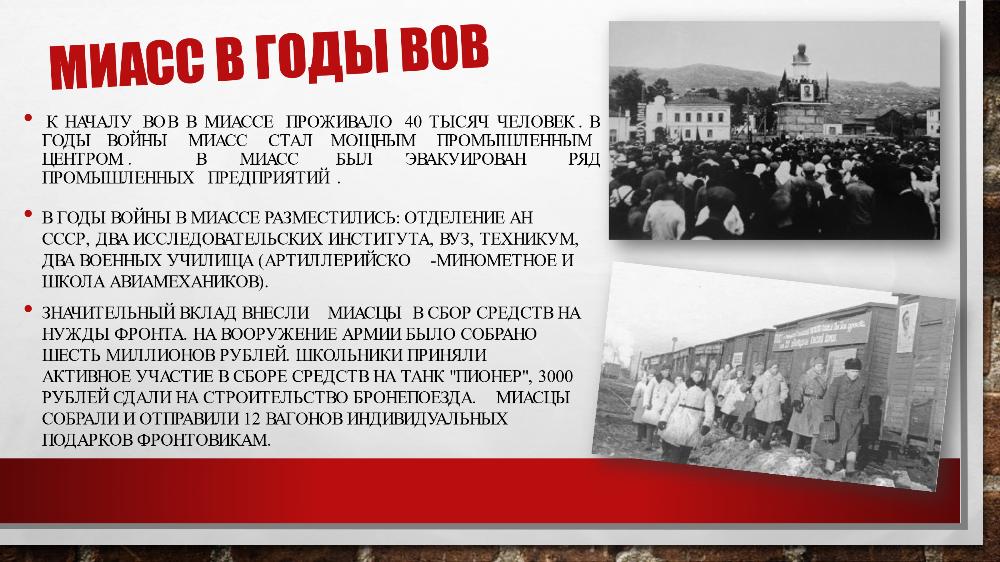 МИАСС В ГОДЫ ВОВ
• К НАЧАЛУ ВОВ В МИАССЕ ПРОЖИВАЛО 40 ТЫСЯЧ ЧЕЛОВЕК. В
ГОДЫ ВОЙНЫ МИАСС СТАЛ МОЩНЫМ ПРОМЫШЛЕННЫМ
ЦЕНТРОМ. В МИАСС БЫЛ ЭВАКУИРОВАН РЯД
ПРОМЫШЛЕННЫХ ПРЕДПРИЯТИЙ.
• В ГОДЫ ВОЙНЫ В МИАССЕ РАЗМЕСТИЛИСЬ: ОТДЕЛЕНИЕ АН
СССР, ДВА ИССЛЕДОВАТЕЛЬСКИХ ИНСТИТУТА, ВУЗ, ТЕХНИКУМ,
ДВА ВОЕННЫХ УЧИЛИЩА (АРТИЛЛЕРИЙСКО -МИНОМЕТНОЕ И
ШКОЛА АВИАМЕХАНИКОВ).
• ЗНАЧИТЕЛЬНЫЙ ВКЛАД ВНЕСЛИ МИАСЦЫ В СБОР СРЕДСТВ НА
НУЖДЫ ФРОНТА. НА ВООРУЖЕНИЕ АРМИИ БЫЛО СОБРАНО
ШЕСТЬ МИЛЛИОНОВ РУБЛЕЙ. ШКОЛЬНИКИ ПРИНЯЛИ
АКТИВНОЕ УЧАСТИЕ В СБОРЕ СРЕДСТВ НА ТАНК "ПИОНЕР", 3000
РУБЛЕЙ СДАЛИ НА СТРОИТЕЛЬСТВО БРОНЕПОЕЗДА. МИАСЦЫ
СОБРАЛИ И ОТПРАВИЛИ 12 ВАГОНОВ ИНДИВИДУАЛЬНЫХ
ПОДАРКОВ ФРОНТОВИКАМ.